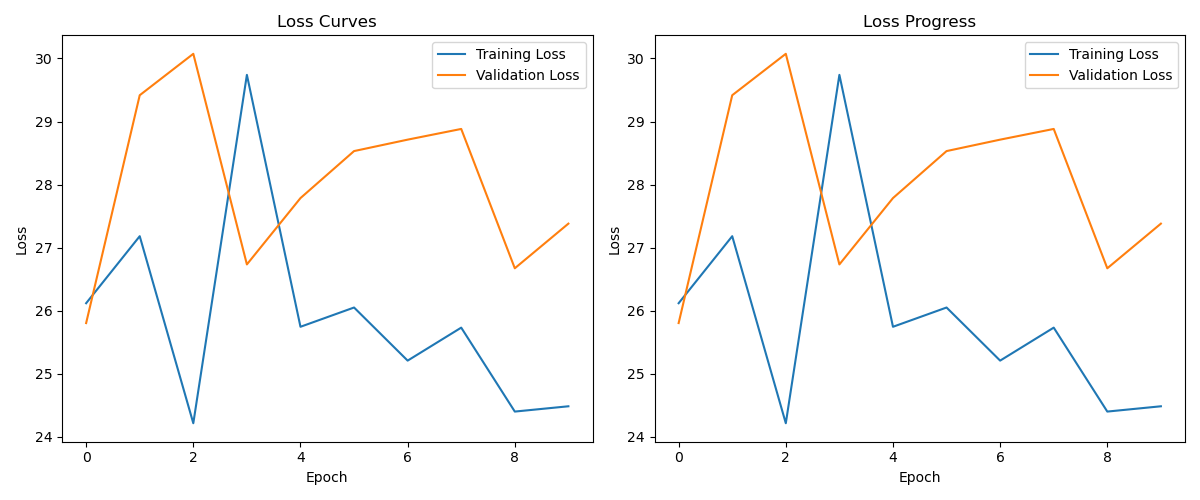 Loss Curves
Training Loss
Validation Loss
30
29
28
27
26
25
24
Loss
0 2 4 6 8
Epoch
Loss Progress
Training Loss
Validation Loss
30
29
28
27
26
25
24
Loss
0 2 4 6 8
Epoch